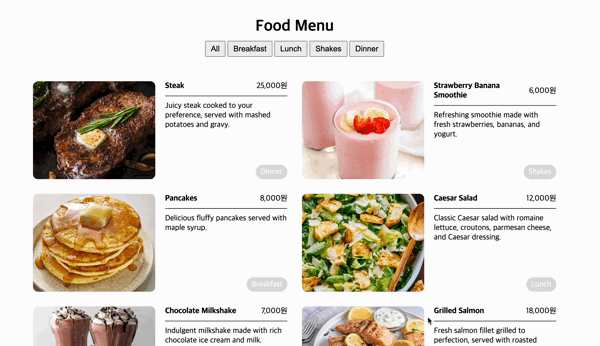 Food Menu
All Breakfast Lunch Shakes Dinner
Steak 25,000원
Juicy steak cooked to your
preference, served with mashed
potatoes and gravy.
Dinner
Strawberry Banana
Smoothie 6,000원
Refreshing smoothie made with
fresh strawberries, bananas, and
yogurt.
Shakes
Pancakes 8,000원
Delicious fluffy pancakes served with
maple syrup.
Breakfast
Caesar Salad 12,000원
Classic Caesar salad with romaine
lettuce, croutons, parmesan cheese,
and Caesar dressing.
Lunch
Chocolate Milkshake 7,000원
Indulgent milkshake made with rich
chocolate ice cream and milk.
Grilled Salmon 18,000원
Fresh salmon fillet grilled to
perfection, served with roasted